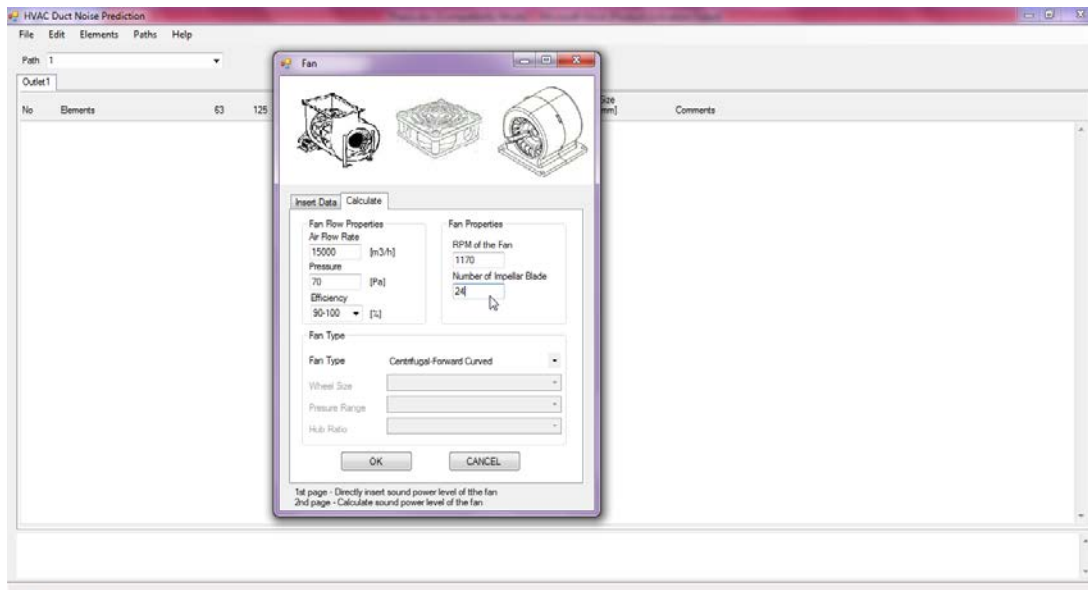 HVAC Duct Noise Prediction
File Edit Elements Paths Help
Path 1
Outlet1
No Elements 63 125 Size Comments
mm]
Fan
Insert Data Calculate
Fan Flow Properties
Air Flow Rate
15000 [m3/h]
Pressure
70 [Pa]
Efficiency
90-100 [%]
Fan Properties
RPM of the Fan
1170
Number of Impellar Blade
24
Fan Type
Fan Type Centrifugal-Forward Curved
Wheel Size
Presure Range
Hub Ratio
OK CANCEL
1st page - Directly insert sound power level of tthe fan
2nd page - Calculate sound power level of the fan